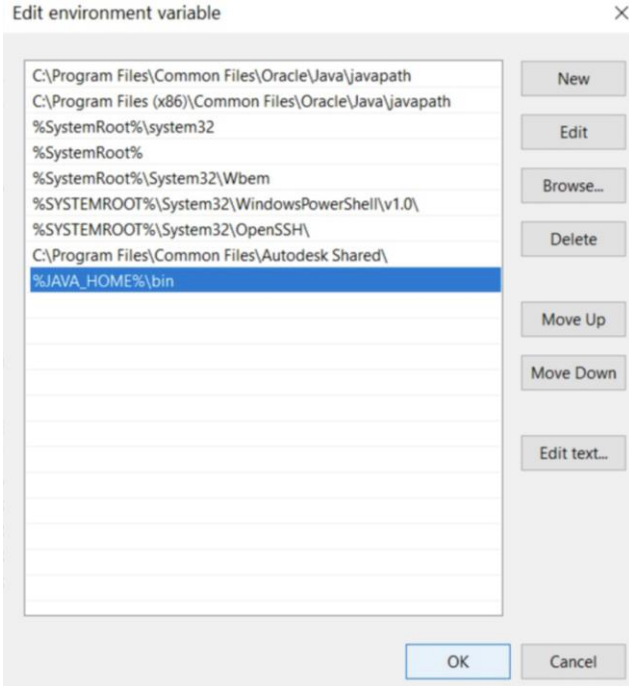 Edit environment variable
C:\Program Files\Common Files\Oracle\Java\javapath
C:\Program Files (x86)\Common Files\Oracle\Java\javapath
%SystemRoot%\system32
%SystemRoot%
%SystemRoot%\System32\Wbem
%SYSTEMROOT%\System32\WindowsPowerShell\v1.0\
%SYSTEMROOT%\System32\OpenSSH\
C:\Program Files\Common Files\Autodesk Shared\
%JAVA_HOME%\bin
New
Edit
Browse...
Delete
Move Up
Move Down
Edit text...
OK
Cancel